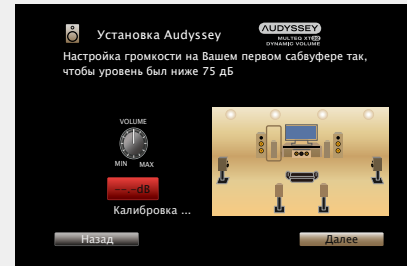 Установка Audyssey
AUDYSSEY
MULTEQ XT32
DYNAMIC VOLUME
Настройка громкости на Вашем первом сабвуфере так,
чтобы уровень был ниже 75 дБ
VOLUME
MIN MAX
--.-dB
Калибровка ...
Назад
Далее